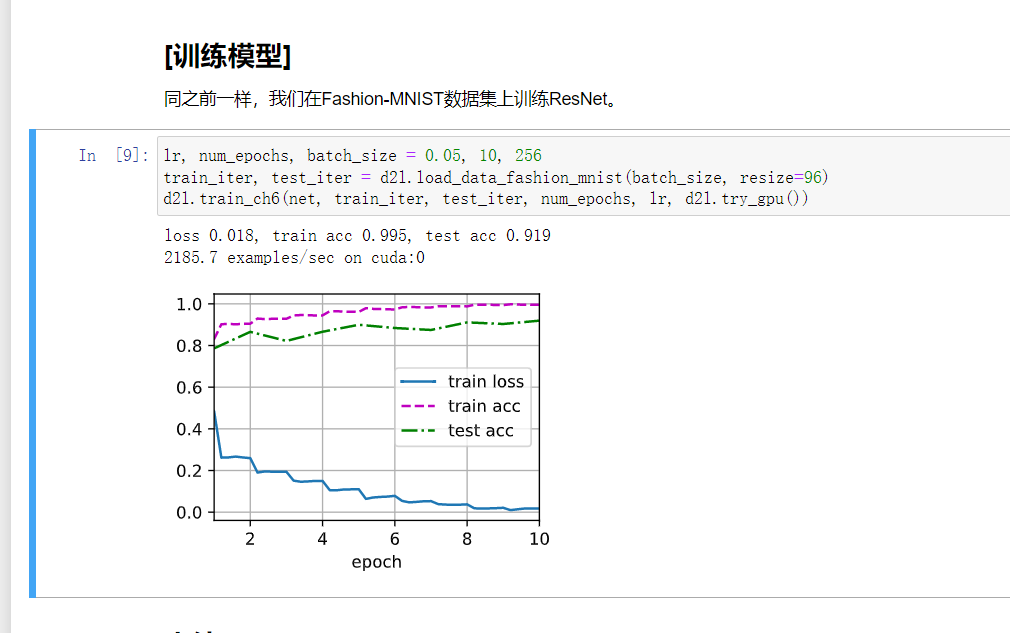 [训练模型]
同之前一样，我们在Fashion-MNIST数据集上训练ResNet。
In [9]:
lr, num_epochs, batch_size = 0.05, 10, 256
train_iter, test_iter = d2l.load_data_fashion_mnist(batch_size, resize=96)
d2l.train_ch6(net, train_iter, test_iter, num_epochs, lr, d2l.try_gpu())
loss 0.018, train acc 0.995, test acc 0.919
2185.7 examples/sec on cuda:0
1.0
0.8
0.6
0.4
0.2
0.0
train loss
train acc
test acc
2 4 6 8 10
epoch